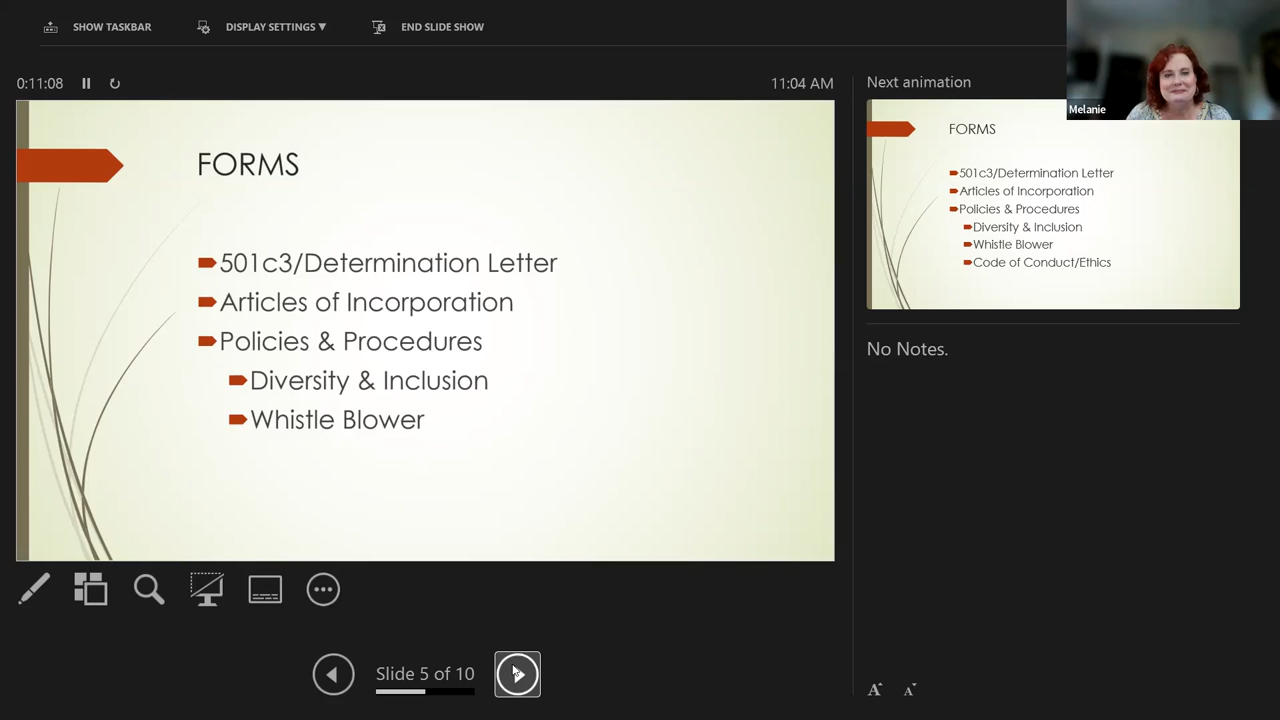 SHOW TASKBAR
DISPLAY SETTINGS ▼
END SLIDE SHOW
0:11:08
11:04 AM
FORMS
501c3/Determination Letter
Articles of Incorporation
Policies & Procedures
Diversity & Inclusion
Whistle Blower
Slide 5 of 10
Next animation
Melanie
FORMS
501c3/Determination Letter
Articles of Incorporation
Policies & Procedures
Diversity & Inclusion
Whistle Blower
Code of Conduct/Ethics
No Notes.
A A